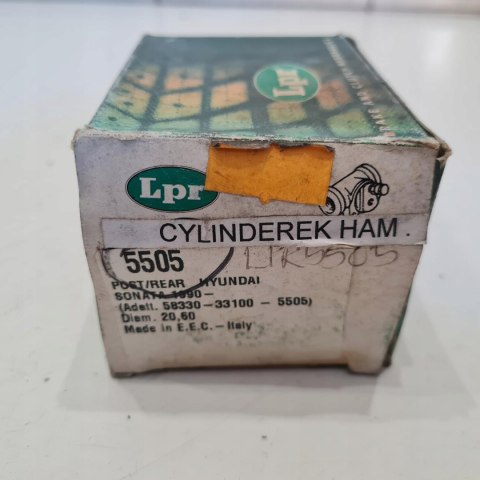 Lpr
Lpr
CYLINDEREK HAM.
5505 LPR5505
POST/REAR HYUNDAI
SONATA 1990-
(Adett. 58330-33100 - 5505)
Diam. 20,60
Made in E.E.C.-Italy